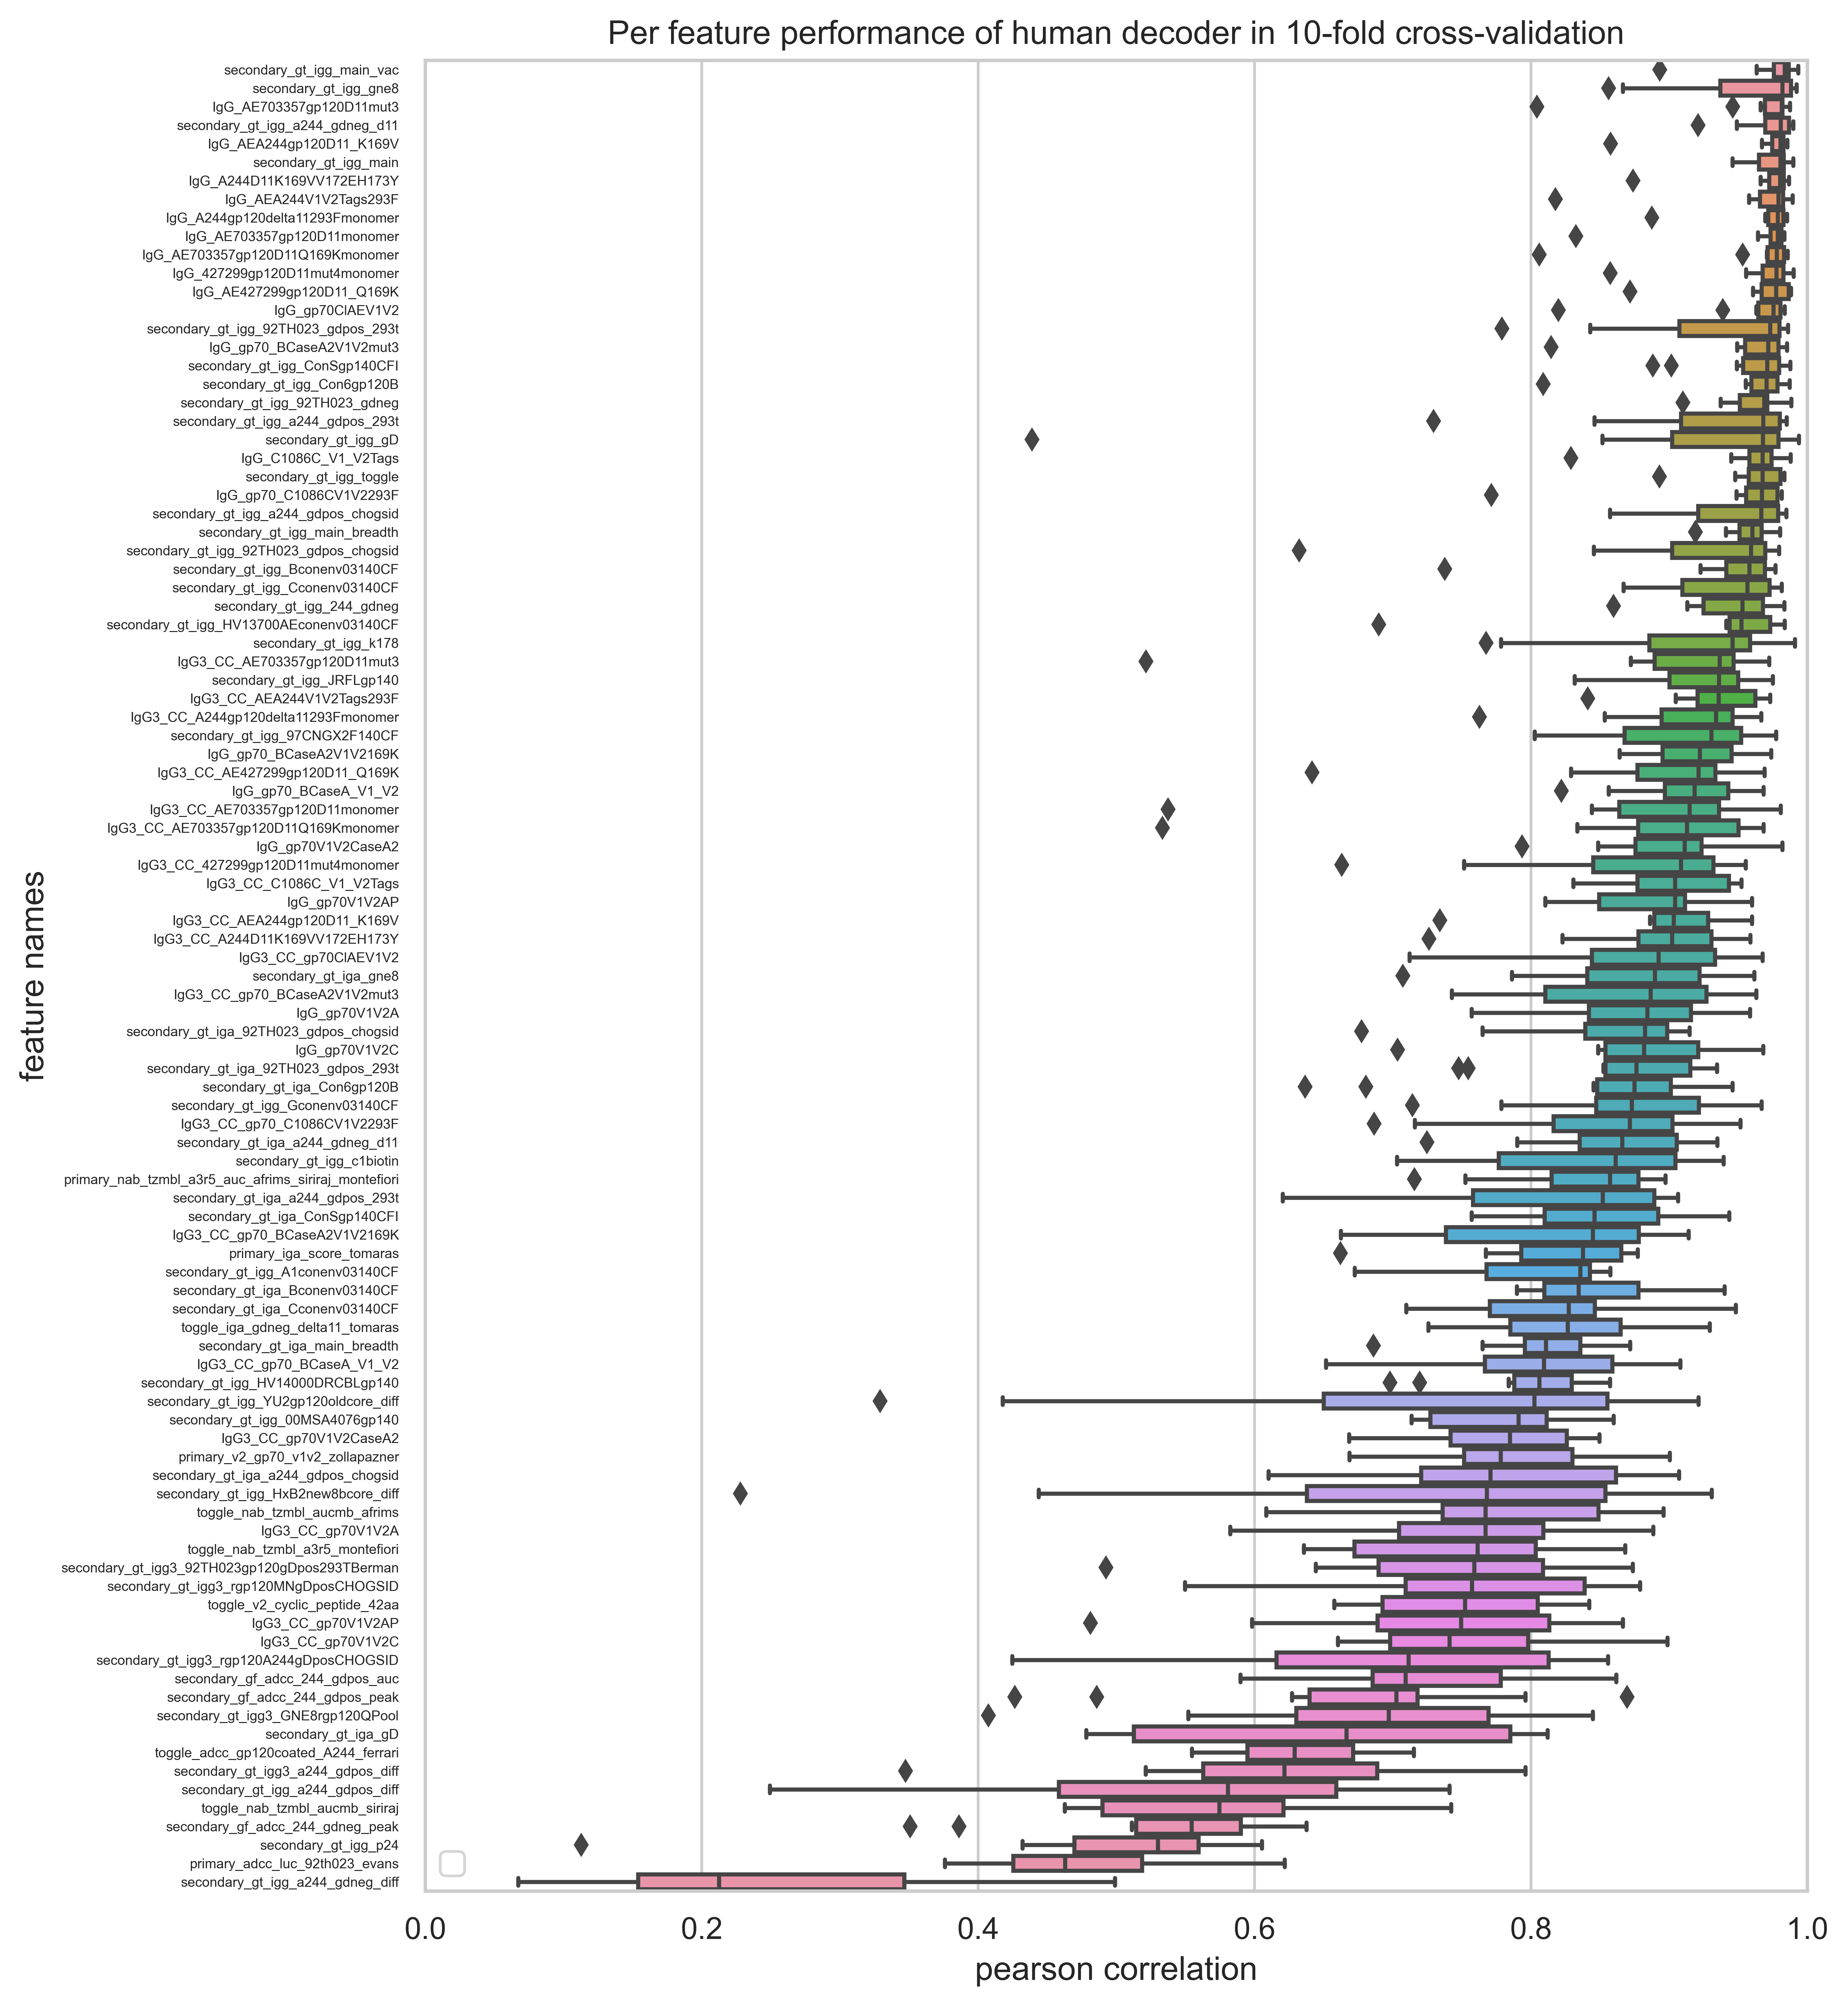 Per feature performance of human decoder in 10-fold cross-validation
secondary_gt_igg_main_vac
secondary_gt_igg_gne8
IgG_AE703357gp120D11mut3
secondary_gt_igg_a244_gdneg_d11
IgG_AEA244gp120D11_K169V
secondary_gt_igg_main
IgG_A244D11K169VV172EH173Y
IgG_AEA244V1V2Tags293F
IgG_A244gp120delta11293Fmonomer
IgG_AE703357gp120D11monomer
IgG_AE703357gp120D11Q169Kmonomer
IgG_427299gp120D11mut4monomer
IgG_AE427299gp120D11_Q169K
IgG_gp70ClAEV1V2
secondary_gt_igg_92TH023_gdpos_293t
IgG_gp70_BCaseA2V1V2mut3
secondary_gt_igg_ConSgp140CFI
secondary_gt_igg_Con6gp120B
secondary_gt_igg_92TH023_gdneg
secondary_gt_igg_a244_gdpos_293t
secondary_gt_igg_gD
IgG_C1086C_V1_V2Tags
secondary_gt_igg_toggle
IgG_gp70_C1086CV1V2293F
secondary_gt_igg_a244_gdpos_chogsid
secondary_gt_igg_main_breadth
secondary_gt_igg_92TH023_gdpos_chogsid
secondary_gt_igg_Bconenv03140CF
secondary_gt_igg_Cconenv03140CF
secondary_gt_igg_244_gdneg
secondary_gt_igg_HV13700AEconenv03140CF
secondary_gt_igg_k178
IgG3_CC_AE703357gp120D11mut3
secondary_gt_igg_JRFLgp140
IgG3_CC_AEA244V1V2Tags293F
IgG3_CC_A244gp120delta11293Fmonomer
secondary_gt_igg_97CNGX2F140CF
IgG_gp70_BCaseA2V1V2169K
IgG3_CC_AE427299gp120D11_Q169K
IgG_gp70_BCaseA_V1_V2
IgG3_CC_AE703357gp120D11monomer
IgG3_CC_AE703357gp120D11Q169Kmonomer
IgG_gp70V1V2CaseA2
IgG3_CC_427299gp120D11mut4monomer
IgG3_CC_C1086C_V1_V2Tags
IgG_gp70V1V2AP
IgG3_CC_AEA244gp120D11_K169V
IgG3_CC_A244D11K169VV172EH173Y
IgG3_CC_gp70ClAEV1V2
secondary_gt_iga_gne8
IgG3_CC_gp70_BCaseA2V1V2mut3
IgG_gp70V1V2A
secondary_gt_iga_92TH023_gdpos_chogsid
IgG_gp70V1V2C
secondary_gt_iga_92TH023_gdpos_293t
secondary_gt_iga_Con6gp120B
secondary_gt_igg_Gconenv03140CF
IgG3_CC_gp70_C1086CV1V2293F
secondary_gt_iga_a244_gdneg_d11
secondary_gt_igg_c1biotin
primary_nab_tzmbl_a3r5_auc_afrims_siriraj_montefiori
secondary_gt_iga_a244_gdpos_293t
secondary_gt_iga_ConSgp140CFI
IgG3_CC_gp70_BCaseA2V1V2169K
primary_iga_score_tomaras
secondary_gt_igg_A1conenv03140CF
secondary_gt_iga_Bconenv03140CF
secondary_gt_iga_Cconenv03140CF
toggle_iga_gdneg_delta11_tomaras
secondary_gt_iga_main_breadth
IgG3_CC_gp70_BCaseA_V1_V2
secondary_gt_igg_HV14000DRCBLgp140
secondary_gt_igg_YU2gp120oldcore_diff
secondary_gt_igg_00MSA4076gp140
IgG3_CC_gp70V1V2CaseA2
primary_v2_gp70_v1v2_zollapazner
secondary_gt_iga_a244_gdpos_chogsid
secondary_gt_igg_HxB2new8bcore_diff
toggle_nab_tzmbl_aucmb_afrims
IgG3_CC_gp70V1V2A
toggle_nab_tzmbl_a3r5_montefiori
secondary_gt_igg3_92TH023gp120gDpos293TBerman
secondary_gt_igg3_rgp120MNgDposCHOGSID
toggle_v2_cyclic_peptide_42aa
IgG3_CC_gp70V1V2AP
IgG3_CC_gp70V1V2C
secondary_gt_igg3_rgp120A244gDposCHOGSID
secondary_gf_adcc_244_gdpos_auc
secondary_gf_adcc_244_gdpos_peak
secondary_gt_igg3_GNE8rgp120QPool
secondary_gt_iga_gD
toggle_adcc_gp120coated_A244_ferrari
secondary_gt_igg3_a244_gdpos_diff
secondary_gt_igg_a244_gdpos_diff
toggle_nab_tzmbl_aucmb_siriraj
secondary_gf_adcc_244_gdneg_peak
secondary_gt_igg_p24
primary_adcc_luc_92th023_evans
secondary_gt_igg_a244_gdneg_diff
feature names
0.0 0.2 0.4 0.6 0.8 1.0
pearson correlation